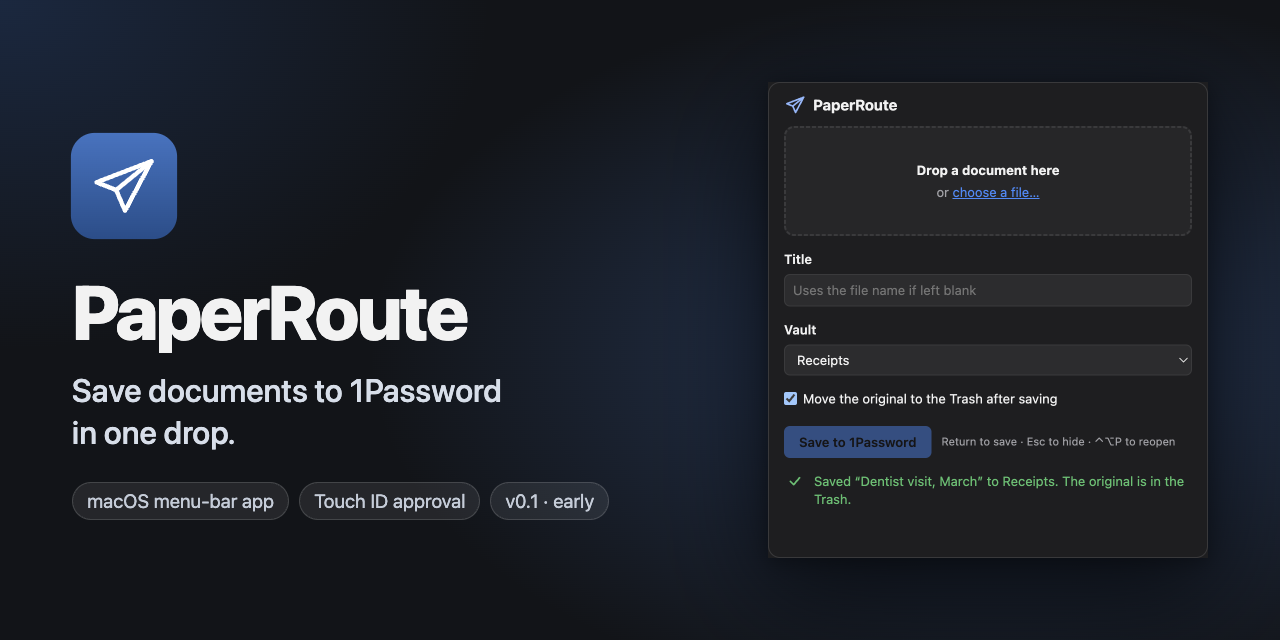 PaperRoute
Save documents to 1Password
in one drop.
macOS menu-bar app
Touch ID approval
v0.1 · early
PaperRoute
Drop a document here
or choose a file...
Title
Uses the file name if left blank
Vault
Receipts
Move the original to the Trash after saving
Save to 1Password
Return to save · Esc to hide · ⌃⌥P to reopen
Saved “Dentist visit, March” to Receipts. The original is in the
Trash.